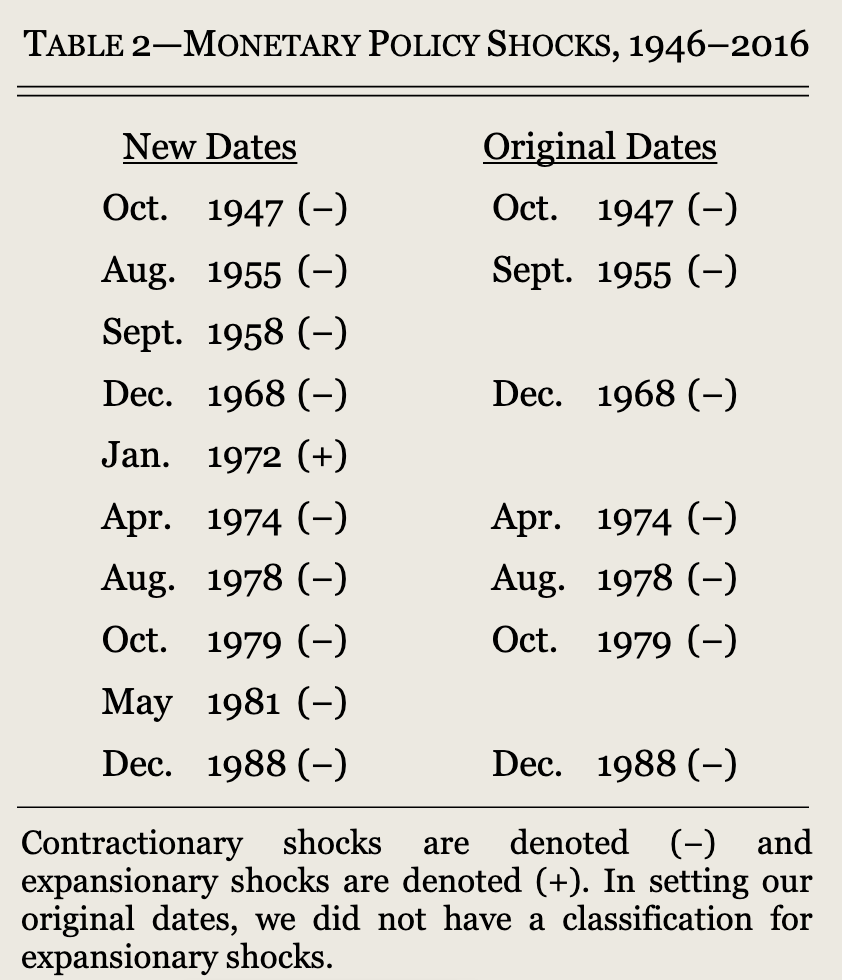 TABLE 2—MONETARY POLICY SHOCKS, 1946–2016
New Dates Original Dates
Oct. 1947 (–) Oct. 1947 (–)
Aug. 1955 (–) Sept. 1955 (–)
Sept. 1958 (–)
Dec. 1968 (–) Dec. 1968 (–)
Jan. 1972 (+)
Apr. 1974 (–) Apr. 1974 (–)
Aug. 1978 (–) Aug. 1978 (–)
Oct. 1979 (–) Oct. 1979 (–)
May 1981 (–)
Dec. 1988 (–) Dec. 1988 (–)
Contractionary shocks are denoted (–) and
expansionary shocks are denoted (+). In setting our
original dates, we did not have a classification for
expansionary shocks.